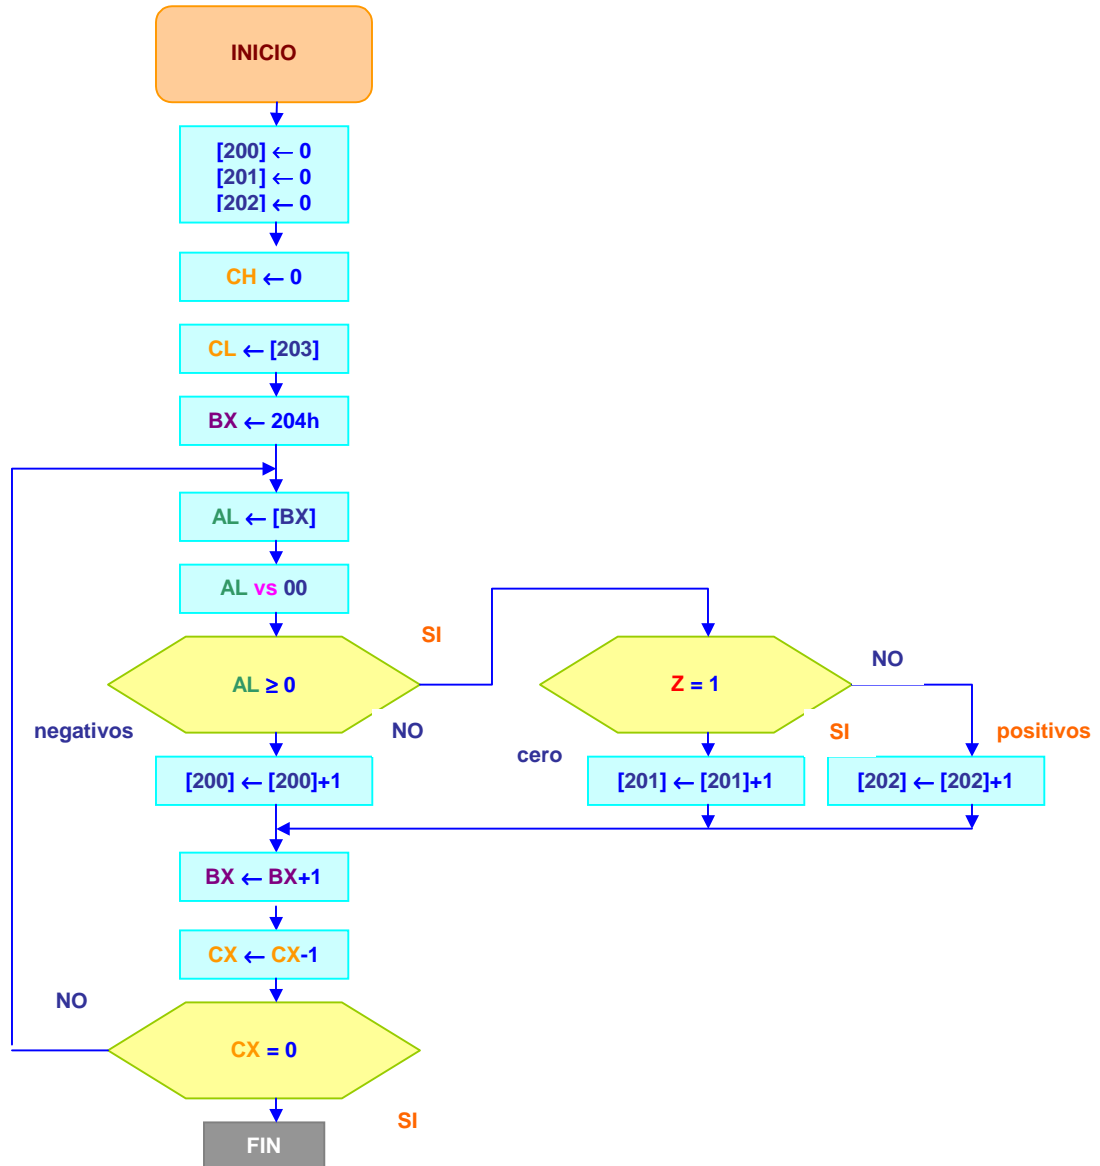 INICIO
[200] ← 0
[201] ← 0
[202] ← 0
CH ← 0
CL ← [203]
BX ← 204h
AL ← [BX]
AL vs 00
SI
AL ≥ 0
Z = 1
NO
negativos
NO
cero
SI
positivos
[200] ← [200]+1
[201] ← [201]+1
[202] ← [202]+1
BX ← BX+1
CX ← CX-1
NO
CX = 0
SI
FIN